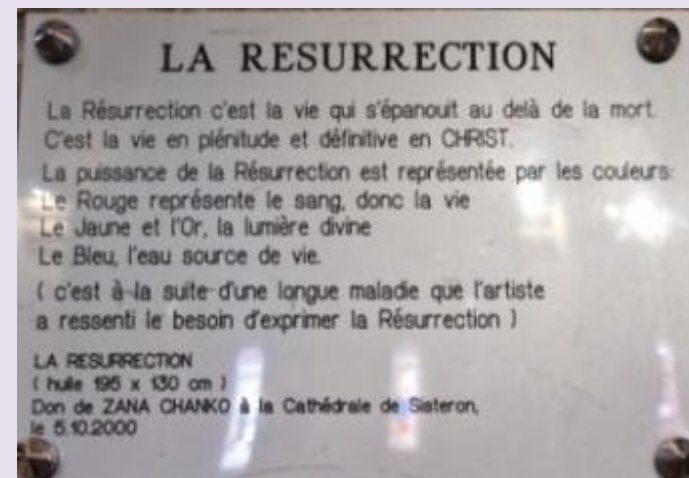 LA RESURRECTION
La Résurrection c'est la vie qui s'épanouit au delà de la mort.
C'est la vie en plénitude et définitive en CHRIST.
La puissance de la Résurrection est représentée par les couleurs:
Le Rouge représente le sang, donc la vie
Le Jaune et l'Or, la lumière divine
Le Bleu, l'eau source de vie.
( c'est à la suite d'une longue maladie que l'artiste
a ressenti le besoin d'exprimer la Résurrection )
LA RESURRECTION
( huile 195 x 130 cm )
Don de ZANA CHANKO à la Cathédrale de Sisteron,
le 5.10.2000